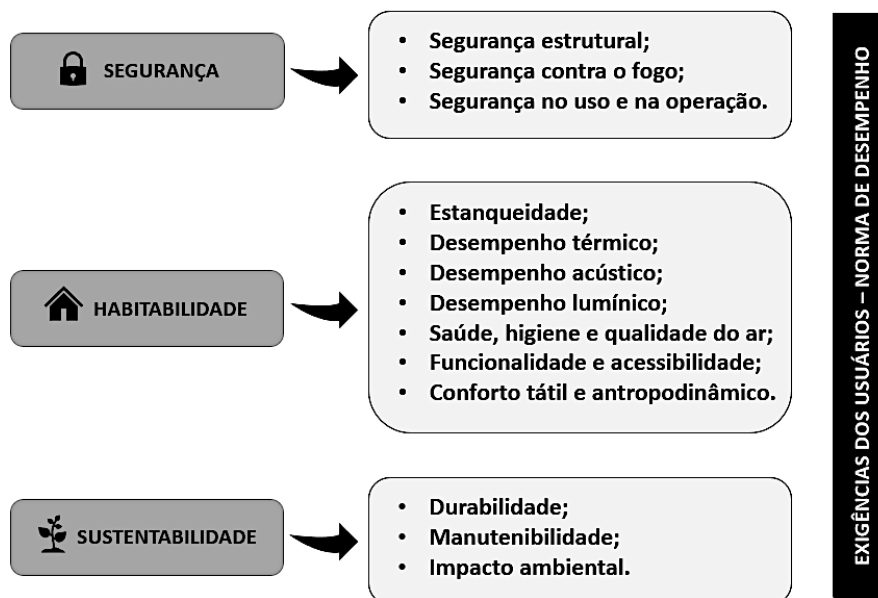 SEGURANÇA
• Segurança estrutural;
• Segurança contra o fogo;
• Segurança no uso e na operação.
HABITABILIDADE
• Estanqueidade;
• Desempenho térmico;
• Desempenho acústico;
• Desempenho lumínico;
• Saúde, higiene e qualidade do ar;
• Funcionalidade e acessibilidade;
• Conforto tátil e antropodinâmico.
SUSTENTABILIDADE
• Durabilidade;
• Manutenibilidade;
• Impacto ambiental.
EXIGÊNCIAS DOS USUÁRIOS – NORMA DE DESEMPENHO